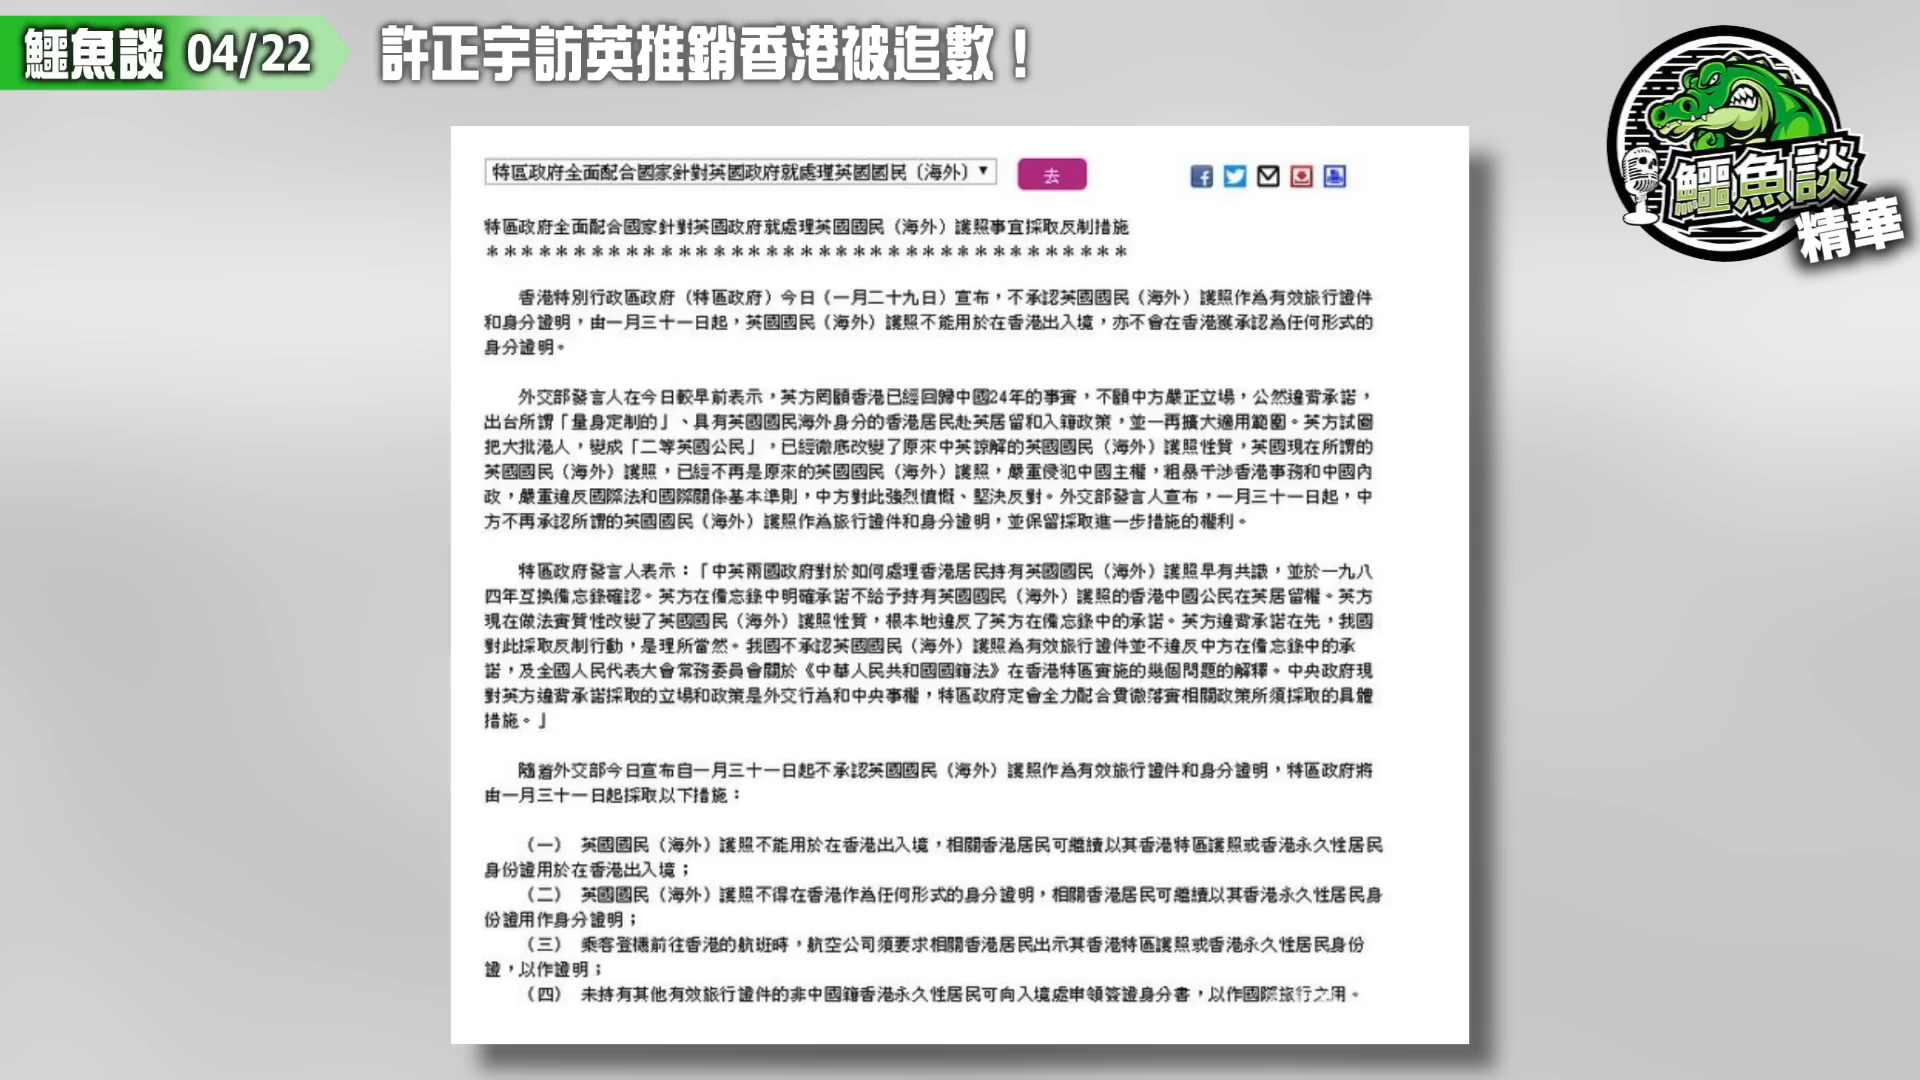 鱷魚談 04/22 許正宇訪英推銷香港被追數！
鱷魚談
精華
特區政府全面配合國家針對英國政府就處理英國國民（海外） 去
特區政府全面配合國家針對英國政府就處理英國國民（海外）護照事宜採取反制措施
＊＊＊＊＊＊＊＊＊＊＊＊＊＊＊＊＊＊＊＊＊＊＊＊＊＊＊＊＊＊＊＊＊＊＊＊＊
香港特別行政區政府（特區政府）今日（一月二十九日）宣布，不承認英國國民（海外）護照作為有效旅行證件
和身分證明，由一月三十一日起，英國國民（海外）護照不能用於在香港出入境，亦不會在香港獲承認為任何形式的
身分證明。
外交部發言人在今日較早前表示，英方罔顧香港已經回歸中國24年的事實，不顧中方嚴正立場，公然違背承諾，
出台所謂「量身定制的」、具有英國國民海外身分的香港居民赴英居留和入籍政策，並一再擴大適用範圍。英方試圖
把大批港人，變成「二等英國公民」，已經徹底改變了原來中英諒解的英國國民（海外）護照性質，英國現在所謂的
英國國民（海外）護照，已經不再是原來的英國國民（海外）護照，嚴重侵犯中國主權，粗暴干涉香港事務和中國內
政，嚴重違反國際法和國際關係基本準則，中方對此強烈憤慨、堅決反對。外交部發言人宣布，一月三十一日起，中
方不再承認所謂的英國國民（海外）護照作為旅行證件和身分證明，並保留採取進一步措施的權利。
特區政府發言人表示：「中英兩國政府對於如何處理香港居民持有英國國民（海外）護照早有共識，並於一九八
四年互換備忘錄確認。英方在備忘錄中明確承諾不給予持有英國國民（海外）護照的香港中國公民在英居留權。英方
現在做法實質性改變了英國國民（海外）護照性質，根本地違反了英方在備忘錄中的承諾。英方違背承諾在先，我國
對此採取反制行動，是理所當然。我國不承認英國國民（海外）護照為有效旅行證件並不違反中方在備忘錄中的承
諾，及全國人民代表大會常務委員會關於《中華人民共和國國籍法》在香港特區實施的幾個問題的解釋。中央政府現
對英方違背承諾採取的立場和政策是外交行為和中央事權，特區政府定會全力配合貫徹落實相關政策所須採取的具體
措施。」
隨着外交部今日宣布自一月三十一日起不承認英國國民（海外）護照作為有效旅行證件和身分證明，特區政府將
由一月三十一日起採取以下措施：
（一） 英國國民（海外）護照不能用於在香港出入境，相關香港居民可繼續以其香港特區護照或香港永久性居民
身份證用於在香港出入境；
（二） 英國國民（海外）護照不得在香港作為任何形式的身分證明，相關香港居民可繼續以其香港永久性居民身
份證用作身分證明；
（三） 乘客登機前往香港的航班時，航空公司須要求相關香港居民出示其香港特區護照或香港永久性居民身份
證，以作證明；
（四） 未持有其他有效旅行證件的非中國籍香港永久性居民可向入境處申領簽證身分書，以作國際旅行之用。